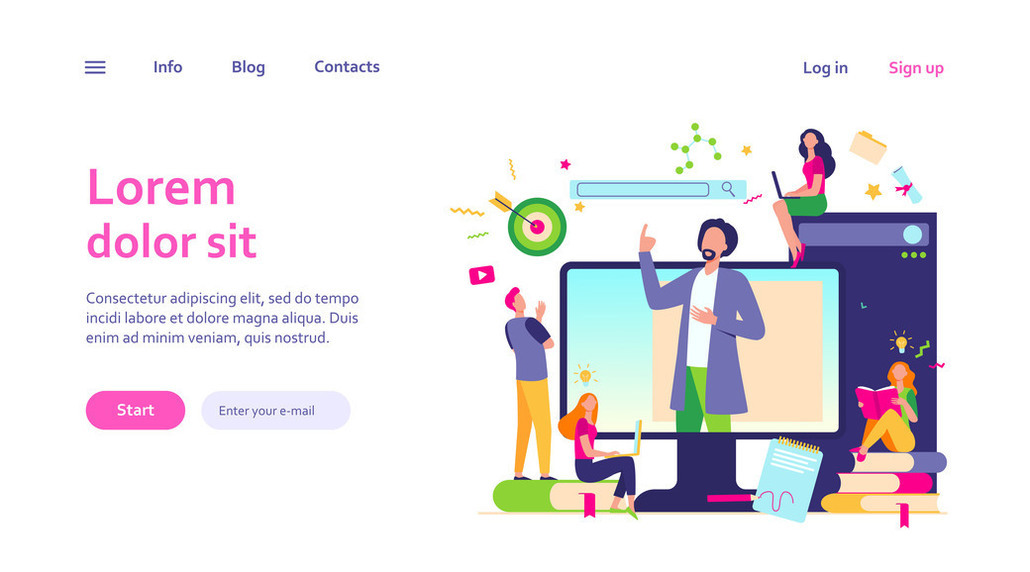 Info Blog Contacts Log in Sign up
Lorem
dolor sit
Consectetur adipiscing elit, sed do tempo
incidi labore et dolore magna aliqua. Duis
enim ad minim veniam, quis nostrud.
Start Enter your e-mail